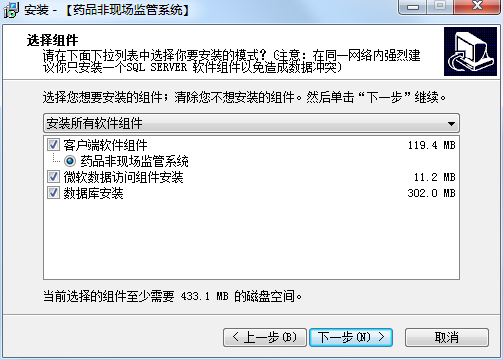 安装 - 【药品非现场监管系统】
选择组件
请在下面下拉列表中选择你要安装的模式？(注意：在同一网络内强烈建
议你只安装一个SQL SERVER 软件组件以免造成数据冲突)
选择您想要安装的组件；清除您不想安装的组件。然后单击“下一步”继续。
安装所有软件组件
客户端软件组件 119.4 MB
药品非现场监管系统
微软数据访问组件安装 11.2 MB
数据库安装 302.0 MB
当前选择的组件至少需要 433.1 MB 的磁盘空间。
< 上一步(B) 下一步(N) > 取消